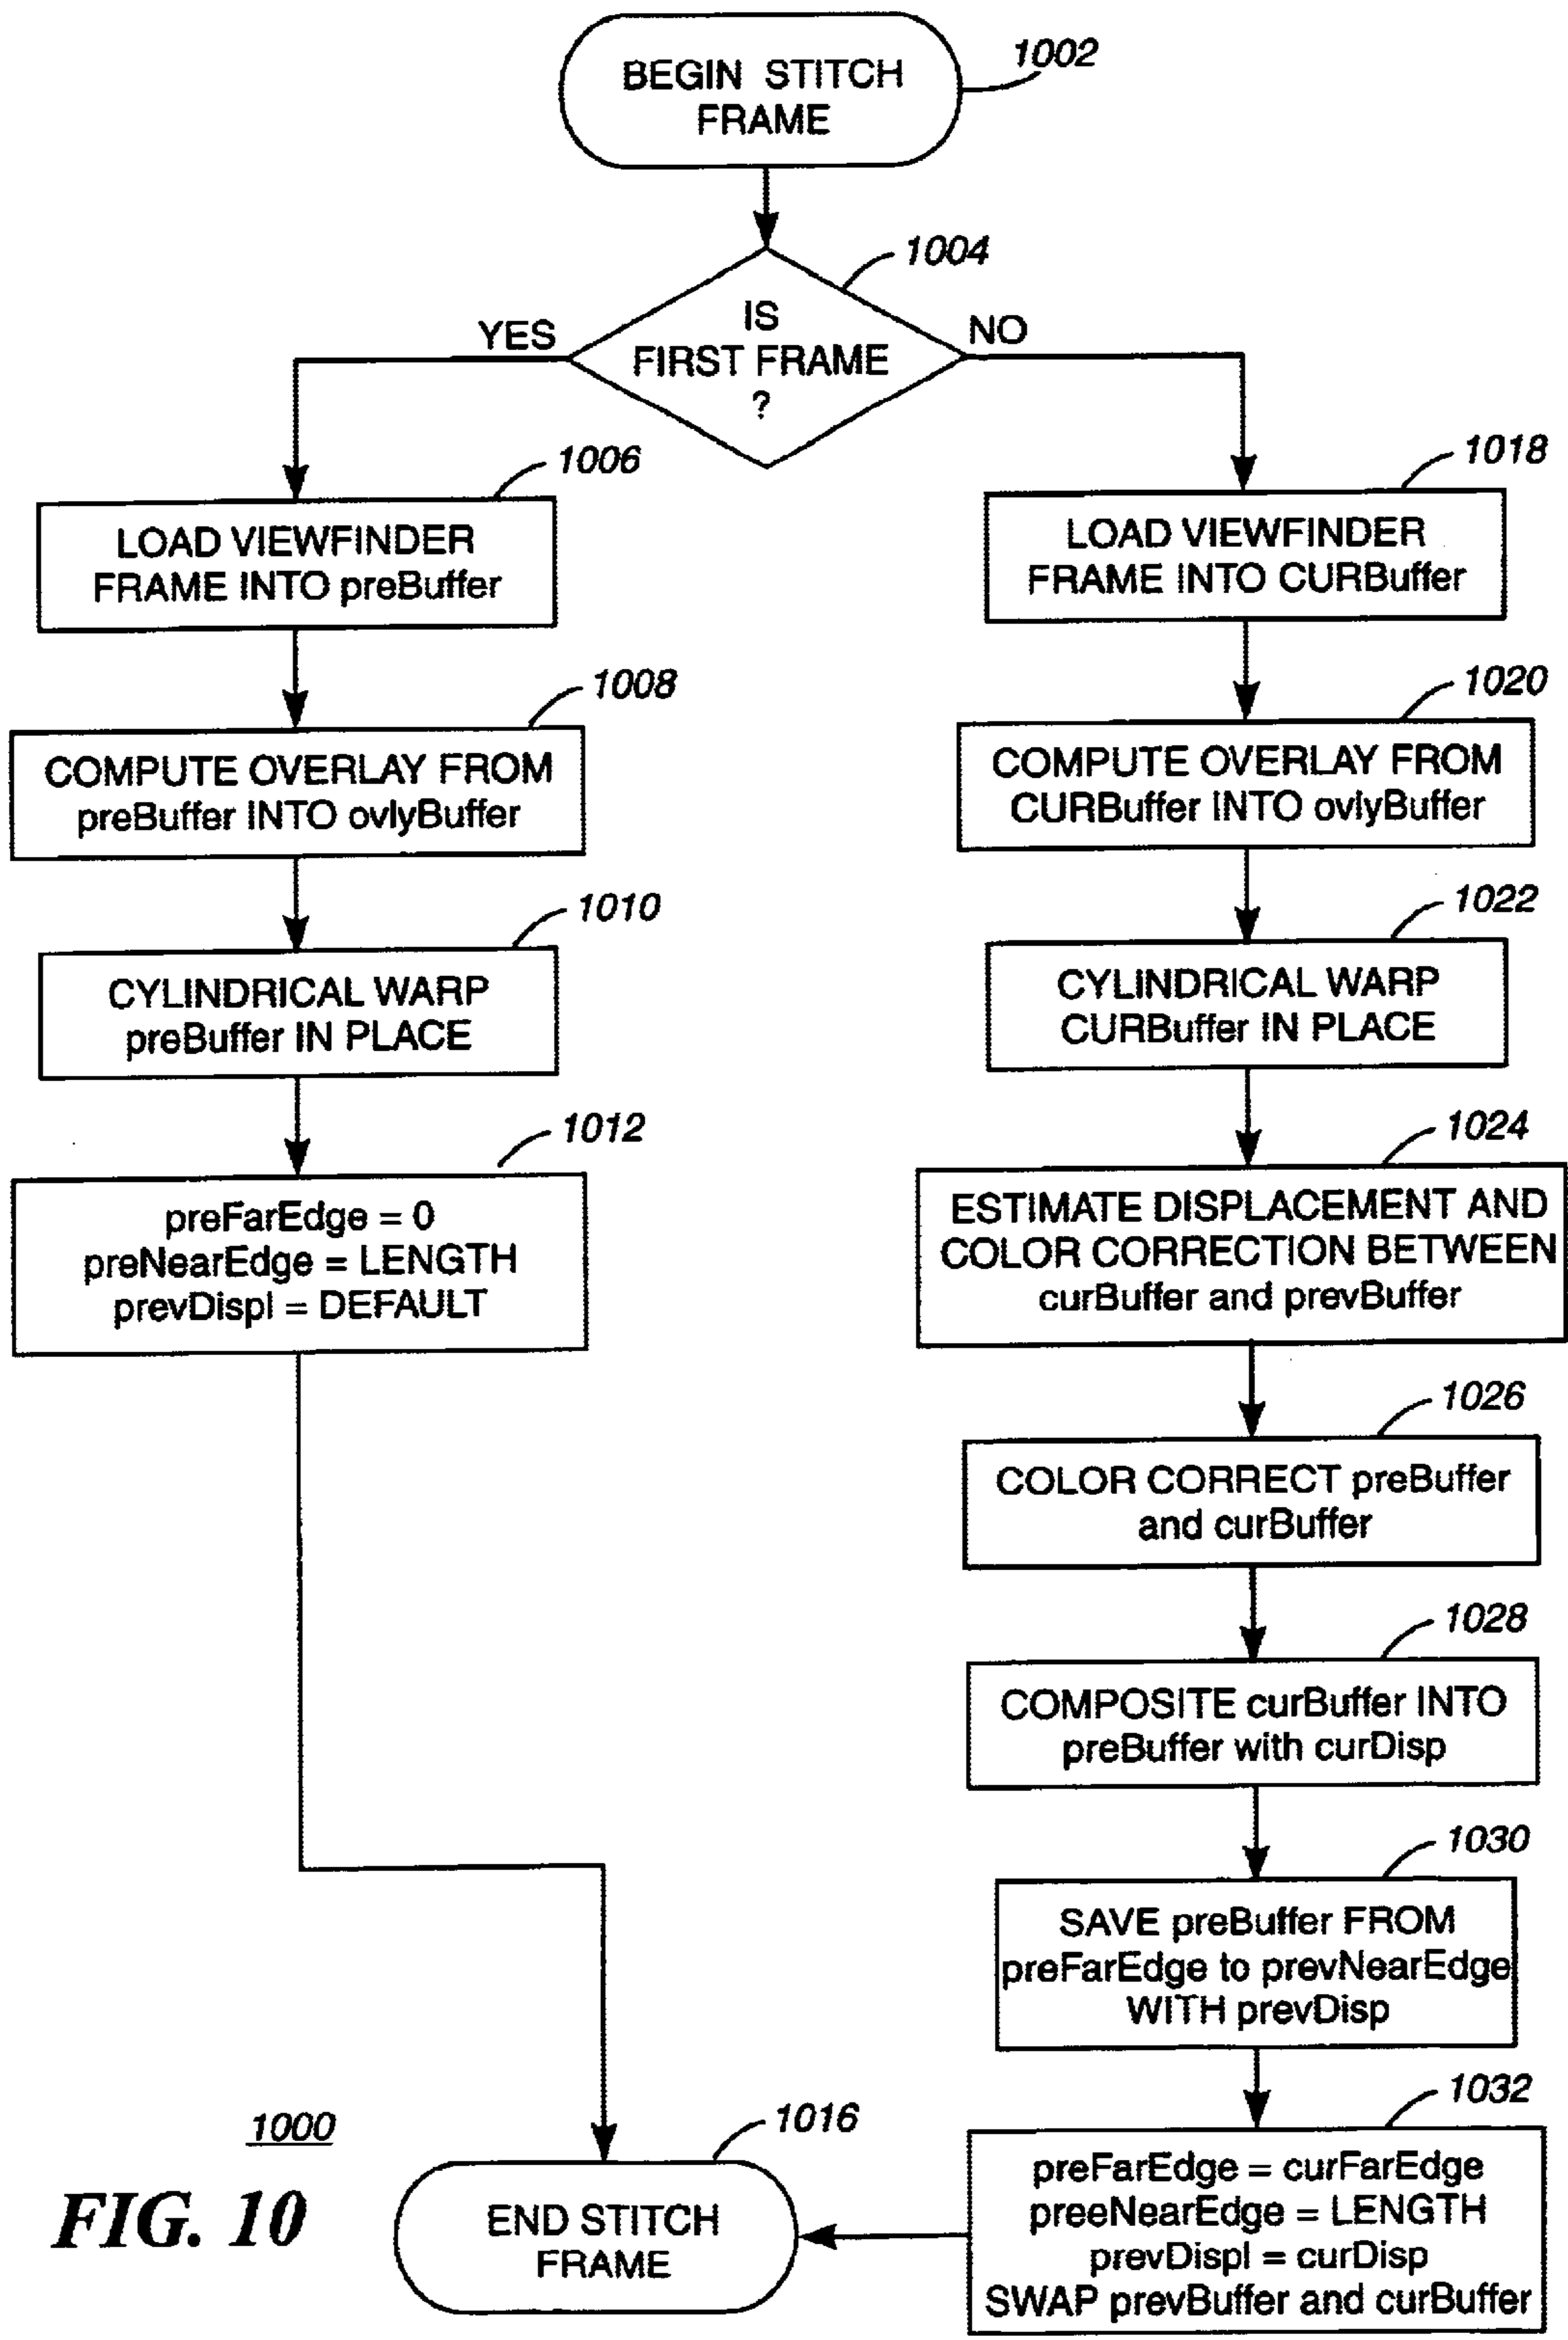 BEGIN STITCH
FRAME
1002
IS
FIRST FRAME
?
1004
YES
NO
LOAD VIEWFINDER
FRAME INTO preBuffer
1006
COMPUTE OVERLAY FROM
preBuffer INTO ovlyBuffer
1008
CYLINDRICAL WARP
preBuffer IN PLACE
1010
preFarEdge = 0
preNearEdge = LENGTH
prevDispl = DEFAULT
1012
LOAD VIEWFINDER
FRAME INTO CURBuffer
1018
COMPUTE OVERLAY FROM
CURBuffer INTO ovlyBuffer
1020
CYLINDRICAL WARP
CURBuffer IN PLACE
1022
ESTIMATE DISPLACEMENT AND
COLOR CORRECTION BETWEEN
curBuffer and prevBuffer
1024
COLOR CORRECT preBuffer
and curBuffer
1026
COMPOSITE curBuffer INTO
preBuffer with curDisp
1028
SAVE preBuffer FROM
preFarEdge to prevNearEdge
WITH prevDisp
1030
preFarEdge = curFarEdge
preeNearEdge = LENGTH
prevDispl = curDisp
SWAP prevBuffer and curBuffer
1032
END STITCH
FRAME
1016
1000
FIG. 10